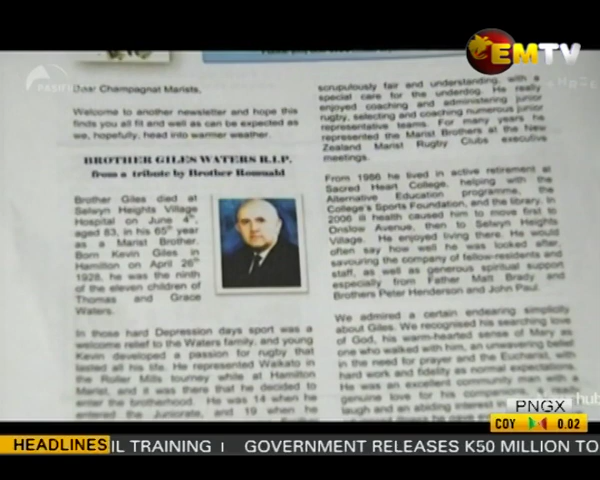 EMTV
Dear Champagnat Marists,
Welcome to another newsletter and hope this
finds you all fit and well as can be expected as
we, hopefully, head into warmer weather.
BROTHER GILES WATERS R.I.P.
from a tribute by Brother Romuald
Brother Giles died at
Selwyn Heights Village
Hospital on June 4th,
aged 83, in his 65th year
as a Marist Brother.
Born Kevin Giles in
Hamilton on April 26th
1928, he was the ninth
of the eleven children of
Thomas and Grace
Waters.
In those hard Depression days sport was a
welcome relief to the Waters family, and young
Kevin developed a passion for rugby that
lasted all his life. He represented Waikato in
the Roller Mills tourney while at Hamilton
Marist, and it was there that he decided to
enter the brotherhood. He was 14 when he
entered the Juniorate, and 19 when he
scrupulously fair and understanding, with a
special care for the underdog. He really
enjoyed coaching and administering junior
rugby, selecting and coaching numerous junior
representative teams. For many years he
represented the Marist Brothers at the New
Zealand Marist Rugby Clubs executive
meetings.
From 1986 he lived in active retirement at
Sacred Heart College, helping with the
Alternative Education programme, the
College's Sports Foundation, and the library. In
2006 ill health caused him to move first to
Onslow Avenue, then to Selwyn Heights
Village. He enjoyed living there. He would
often say how well he was looked after,
savouring the company of fellow-residents and
staff, as well as generous spiritual support
especially from Father Matt Brady and
Brothers Peter Henderson and John Paul.
We admired a certain endearing simplicity
about Giles. We recognised his searching love
of God, his warm-hearted sense of Mary as
one who walked with him, an unwavering belief
in the need for prayer and the Eucharist, with
hard work and fidelity as normal expectations.
He was an excellent community man with a
genuine love for his companions, a ready
laugh and an abiding interest in
PNGX
COY 0.02
HEADLINES IL TRAINING | GOVERNMENT RELEASES K50 MILLION TO